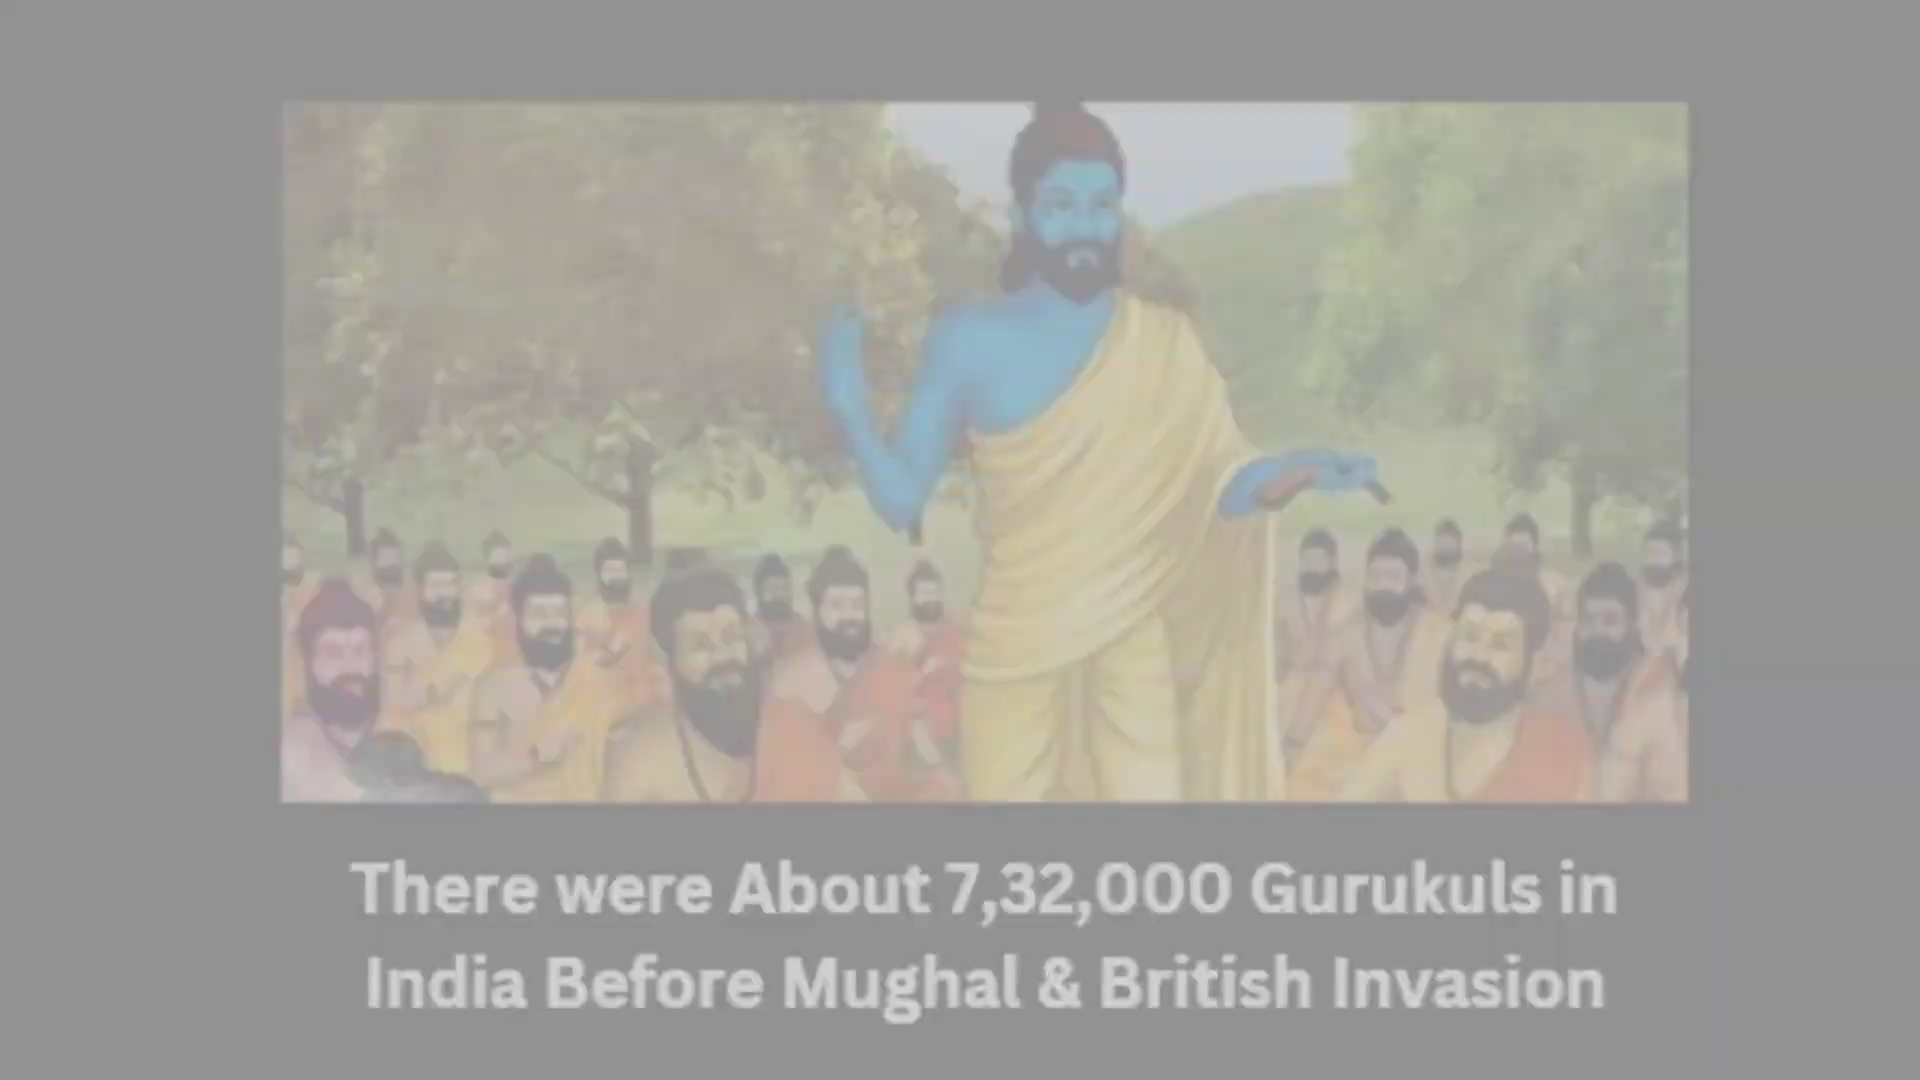 There were About 7,32,000 Gurukuls in
India Before Mughal & British Invasion